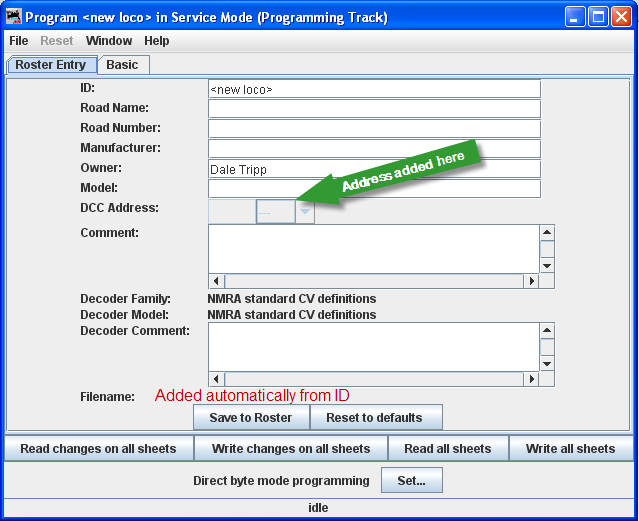 Program <new loco> in Service Mode (Programming Track)
File Reset Window Help
Roster Entry Basic
ID: <new loco>
Road Name:
Road Number:
Manufacturer:
Owner: Dale Tripp
Address added here
Model:
DCC Address: ---
Comment:
Decoder Family: NMRA standard CV definitions
Decoder Model: NMRA standard CV definitions
Decoder Comment:
Filename: Added automatically from ID
Save to Roster Reset to defaults
Read changes on all sheets Write changes on all sheets Read all sheets Write all sheets
Direct byte mode programming Set...
idle